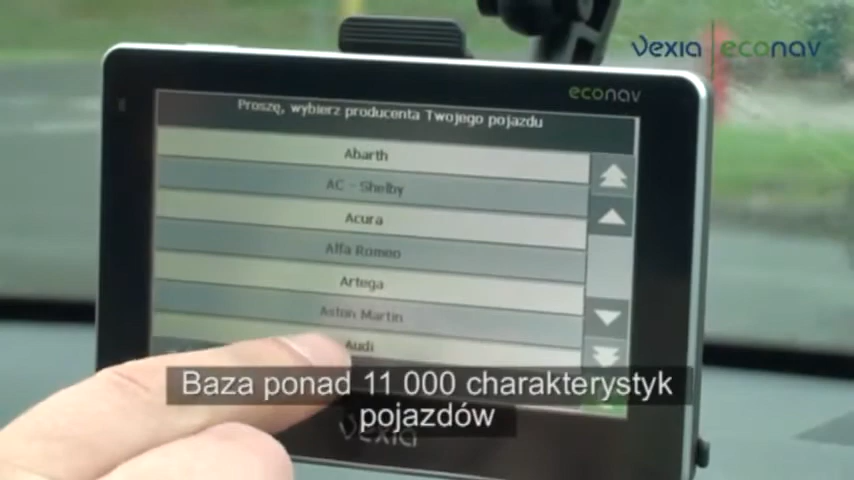 vexia | econav
econav
Proszę, wybierz producenta Twojego pojazdu
Abarth
AC - Shelby
Acura
Alfa Romeo
Artega
Aston Martin
Audi
Baza ponad 11 000 charakterystyk
pojazdów
vexia